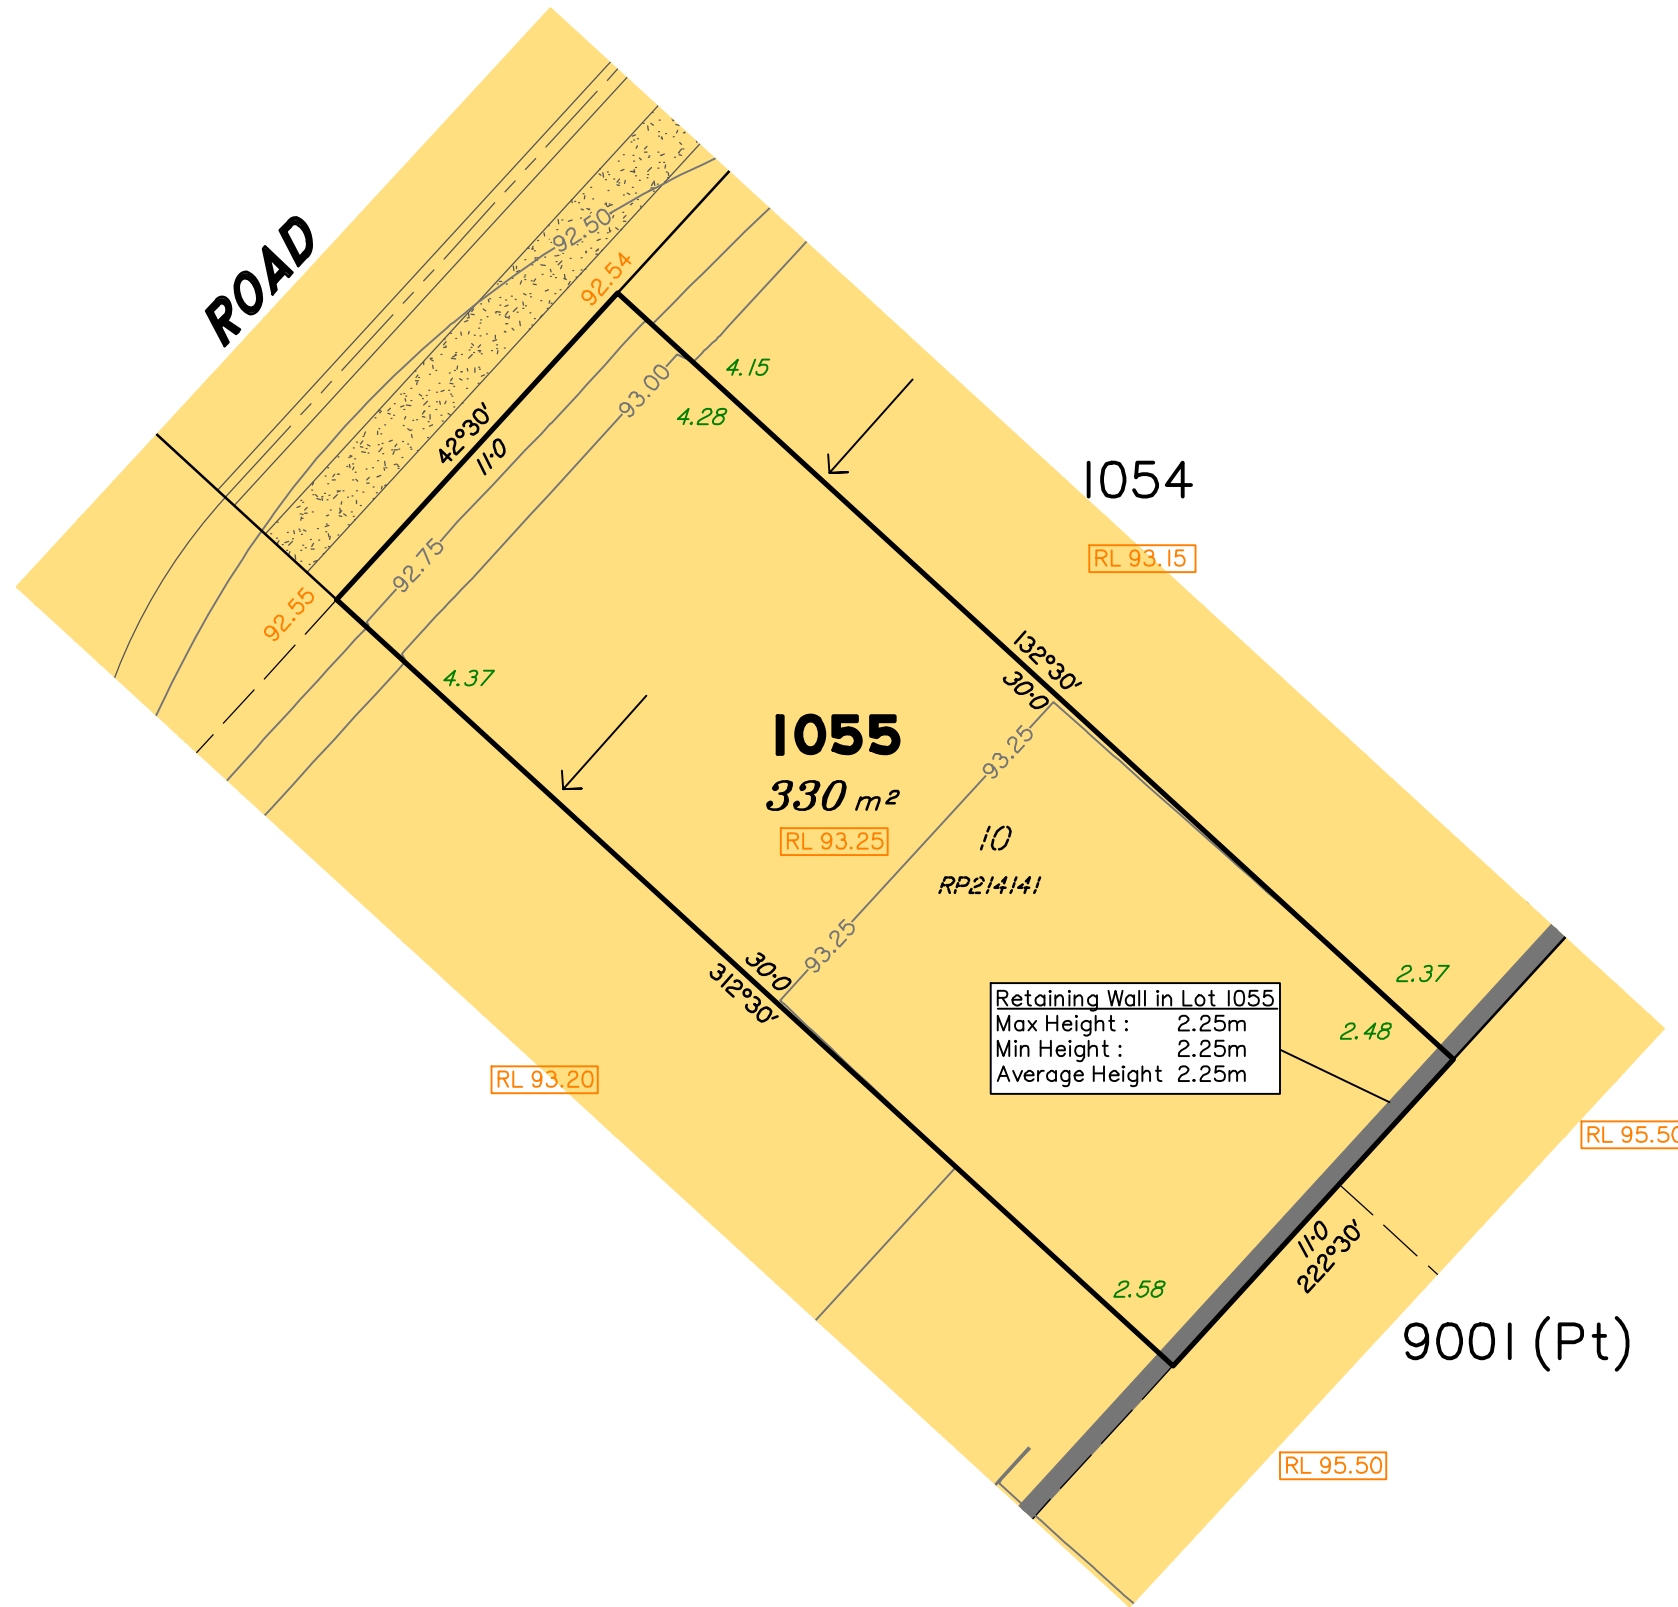 ROAD
92.50
92.54
4.15
93.00
4.28
42°30'
11·0
1054
RL 93.15
92.75
92.55
4.37
132°30'
30·0
1055
330 m²
RL 93.25
93.25
10
RP214141
93.25
30·0
312°30'
2.37
Retaining Wall in Lot 1055
Max Height : 2.25m
Min Height : 2.25m
Average Height 2.25m
2.48
RL 93.20
RL 95.50
11·0
222°30'
2.58
9001 (Pt)
RL 95.50